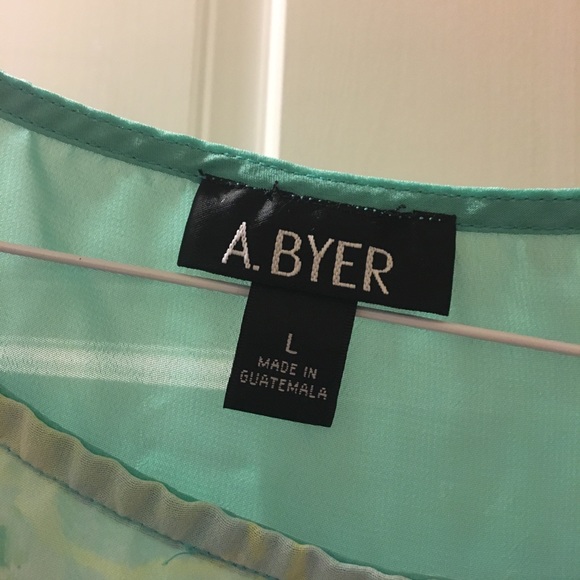 A. BYER
L
MADE IN
GUATEMALA